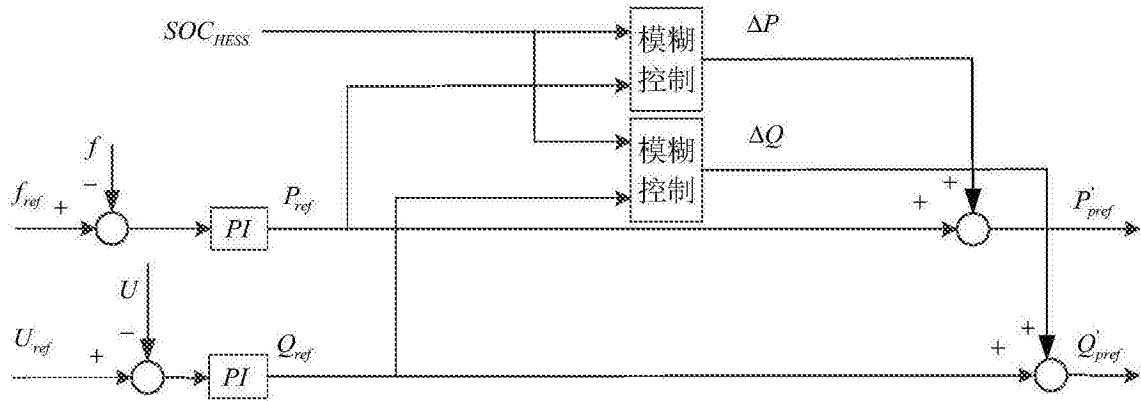 SOC_HESS
模糊
控制
ΔP
模糊
控制
ΔQ
f
−
f_ref
+
PI
P_ref
+
+
P'_pref
U
−
U_ref
+
PI
Q_ref
+
+
Q'_pref